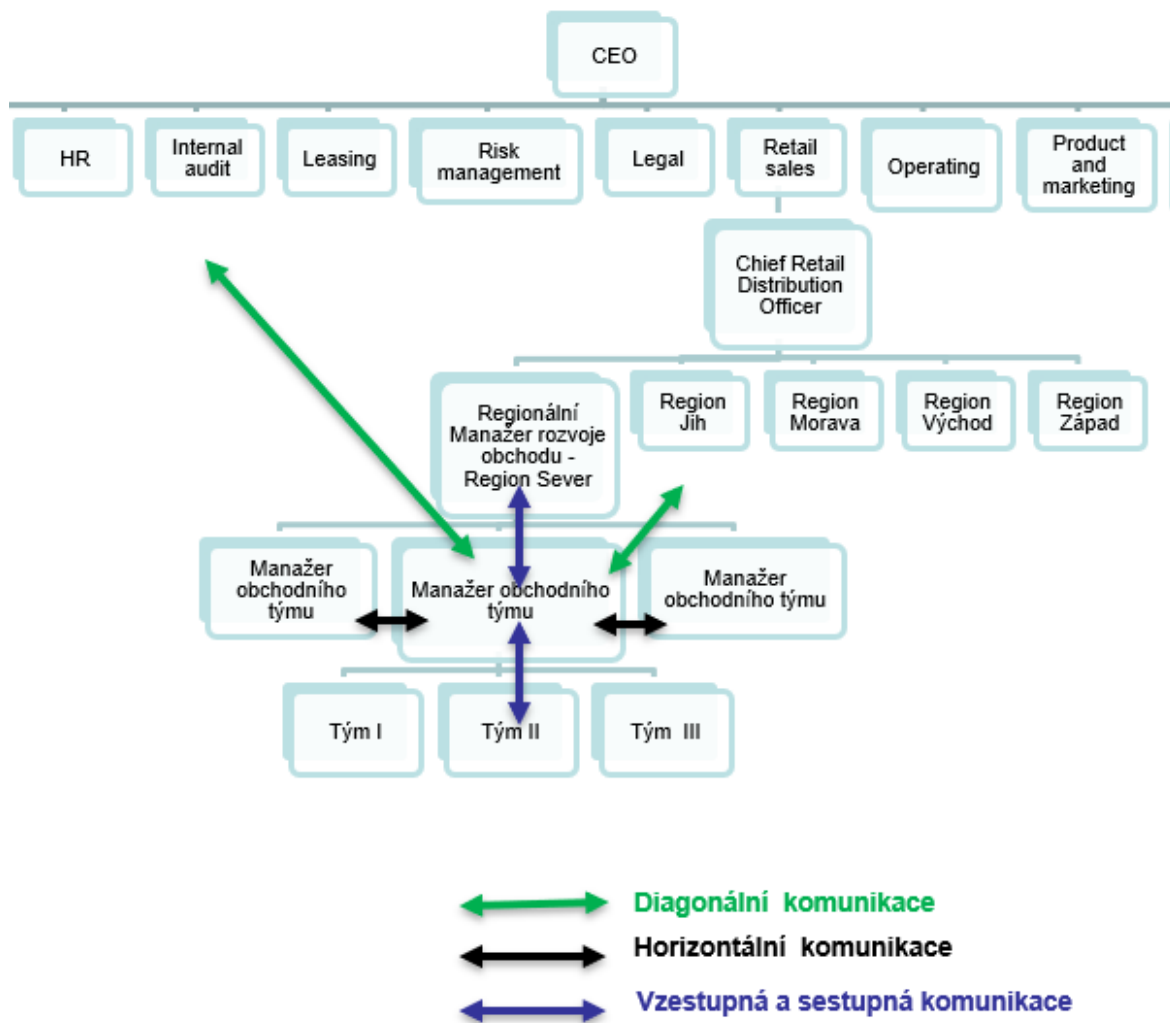 CEO
HR
Internal
audit
Leasing
Risk
management
Legal
Retail
sales
Operating
Product
and
marketing
Chief Retail
Distribution
Officer
Regionální
Manažer rozvoje
obchodu -
Region Sever
Region
Jih
Region
Morava
Region
Východ
Region
Západ
Manažer
obchodního
týmu
Manažer obchodního
týmu
Manažer
obchodního týmu
Tým I
Tým II
Tým III
Diagonální komunikace
Horizontální komunikace
Vzestupná a sestupná komunikace